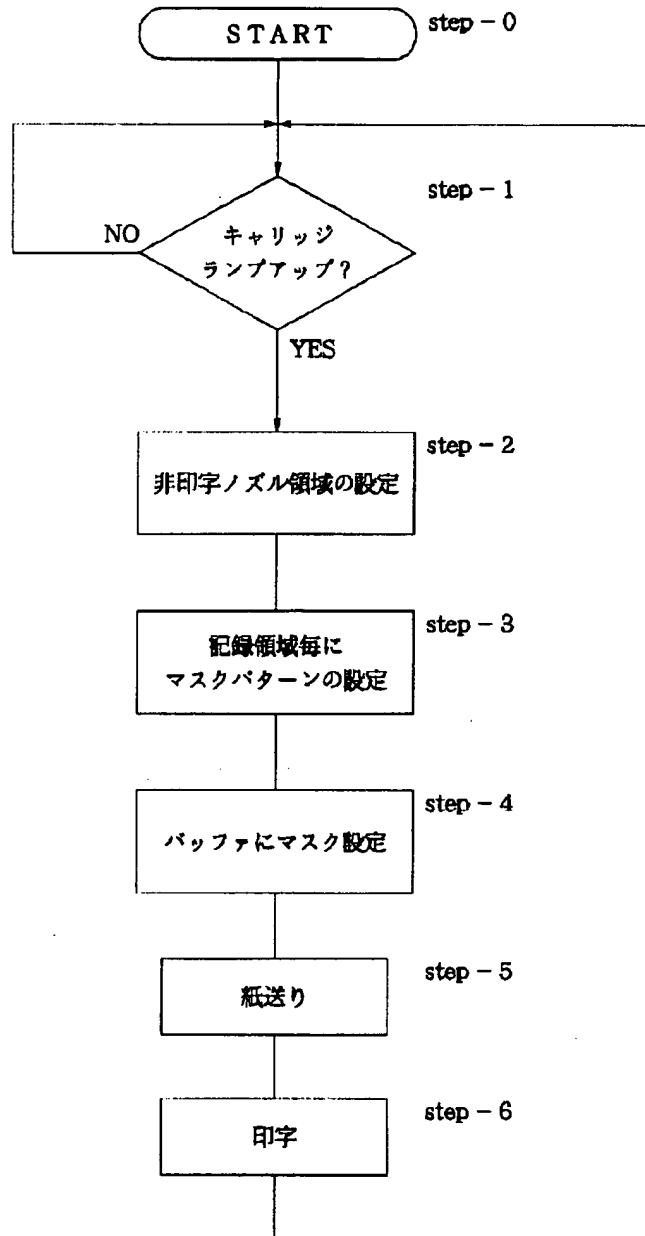 START
step-0
step-1
キャリッジ
ランプアップ?
NO
YES
step-2
非印字ノズル領域の設定
step-3
記録領域毎に
マスクパターンの設定
step-4
バッファにマスク設定
step-5
紙送り
step-6
印字